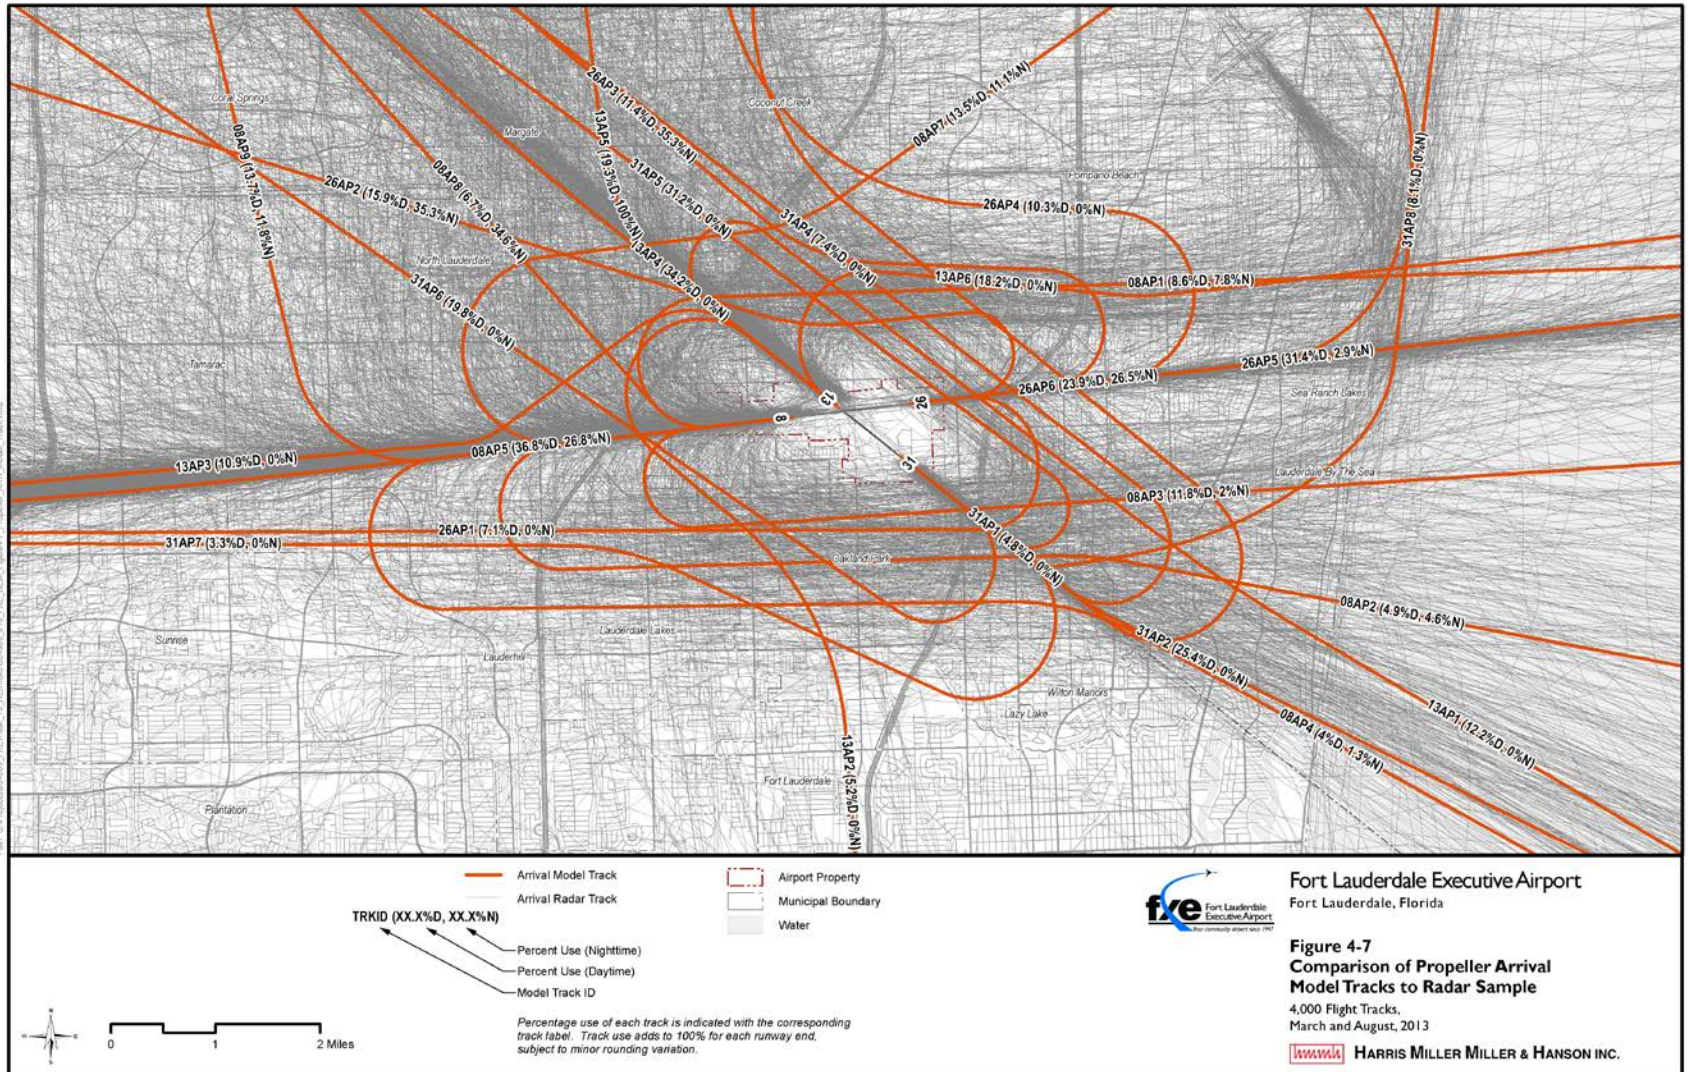 26AP3 (11.4%D, 35.3%N)
08AP7 (13.5%D, 11.1%N)
Coral Springs
Coconut Creek
Margate
08AP9 (13.7%D, 11.8%N)
13AP5 (19.3%D, 100%N)
08AP8 (6.7%D, 34.6%N)
31AP5 (31.2%D, 0%N)
31AP8 (8.1%D, 0%N)
Pompano Beach
26AP2 (15.9%D, 35.3%N)
26AP4 (10.3%D, 0%N)
31AP4 (7.4%D, 0%N)
North Lauderdale
13AP4 (34.2%D, 0%N)
13AP6 (18.2%D, 0%N)
08AP1 (8.6%D, 7.8%N)
31AP6 (19.8%D, 0%N)
Tamarac
26AP5 (31.4%D, 2.9%N)
26AP6 (23.9%D, 26.5%N)
Sea Ranch Lakes
13
26
8
08AP5 (36.8%D, 26.8%N)
13AP3 (10.9%D, 0%N)
31
Lauderdale By The Sea
08AP3 (11.8%D, 2%N)
26AP1 (7.1%D, 0%N)
31AP7 (3.3%D, 0%N)
31AP1 (4.8%D, 0%N)
Oakland Park
08AP2 (4.9%D, 4.6%N)
Sunrise
Lauderdale Lakes
Lauderhill
31AP2 (25.4%D, 0%N)
Wilton Manors
Lazy Lake
08AP4 (4%D, 1.3%N)
13AP1 (12.2%D, 0%N)
13AP2 (5.2%D, 0%N)
Fort Lauderdale
Plantation
Arrival Model Track
Arrival Radar Track
TRKID (XX.X%D, XX.X%N)
Percent Use (Nighttime)
Percent Use (Daytime)
Model Track ID
Airport Property
Municipal Boundary
Water
Percentage use of each track is indicated with the corresponding
track label. Track use adds to 100% for each runway end,
subject to minor rounding variation.
N
W E
S
0 1 2 Miles
fxe Fort Lauderdale
Executive Airport
Your community airport since 1947
Fort Lauderdale Executive Airport
Fort Lauderdale, Florida
Figure 4-7
Comparison of Propeller Arrival
Model Tracks to Radar Sample
4,000 Flight Tracks,
March and August, 2013
hmmh HARRIS MILLER MILLER & HANSON INC.